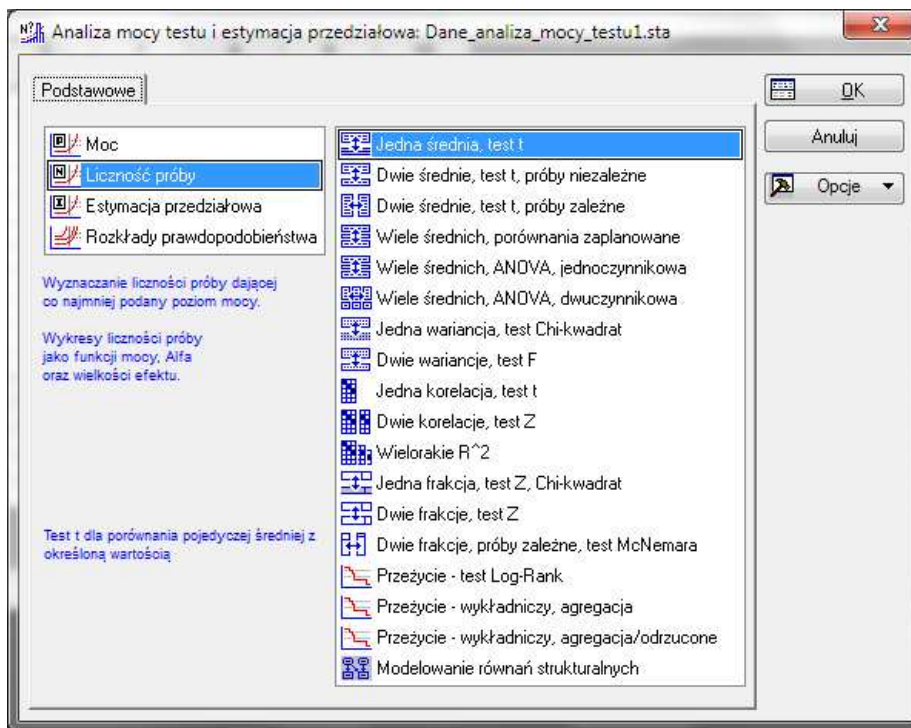 Analiza mocy testu i estymacja przedziałowa: Dane_analiza_mocy_testu1.sta
Podstawowe
OK
Anuluj
Opcje
Moc
Liczność próby
Estymacja przedziałowa
Rozkłady prawdopodobieństwa
Wyznaczanie liczności próby dającej
co najmniej podany poziom mocy.
Wykresy liczności próby
jako funkcji mocy, Alfa
oraz wielkości efektu.
Test t dla porównania pojedyczej średniej z
określoną wartością
Jedna średnia, test t
Dwie średnie, test t, próby niezależne
Dwie średnie, test t, próby zależne
Wiele średnich, porównania zaplanowane
Wiele średnich, ANOVA, jednoczynnikowa
Wiele średnich, ANOVA, dwuczynnikowa
Jedna wariancja, test Chi-kwadrat
Dwie wariancje, test F
Jedna korelacja, test t
Dwie korelacje, test Z
Wielorakie R^2
Jedna frakcja, test Z, Chi-kwadrat
Dwie frakcje, test Z
Dwie frakcje, próby zależne, test McNemara
Przeżycie - test Log-Rank
Przeżycie - wykładniczy, agregacja
Przeżycie - wykładniczy, agregacja/odrzucone
Modelowanie równań strukturalnych